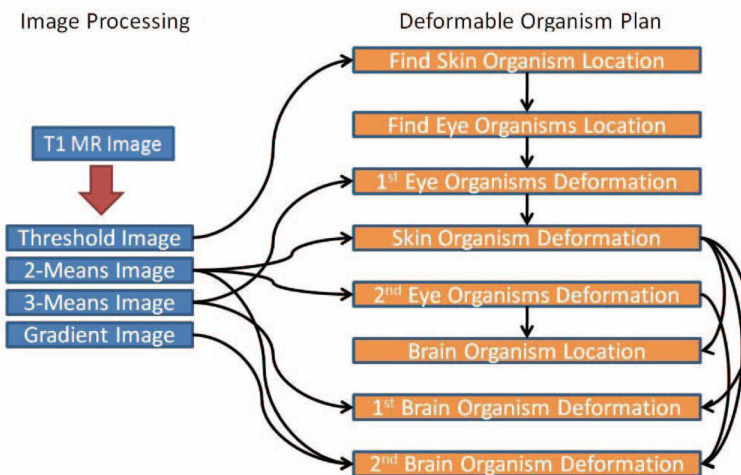 Image Processing
Deformable Organism Plan
T1 MR Image
Threshold Image
2-Means Image
3-Means Image
Gradient Image
Find Skin Organism Location
Find Eye Organisms Location
1st Eye Organisms Deformation
Skin Organism Deformation
2nd Eye Organisms Deformation
Brain Organism Location
1st Brain Organism Deformation
2nd Brain Organism Deformation